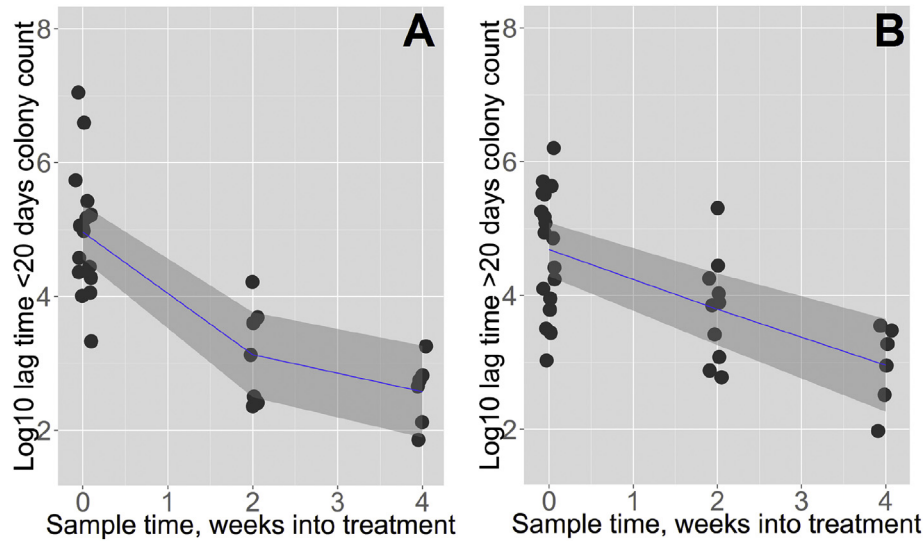 A
Log10 lag time <20 days colony count
8
6
4
2
0 1 2 3 4
Sample time, weeks into treatment
B
Log10 lag time >20 days colony count
8
6
4
2
0 1 2 3 4
Sample time, weeks into treatment